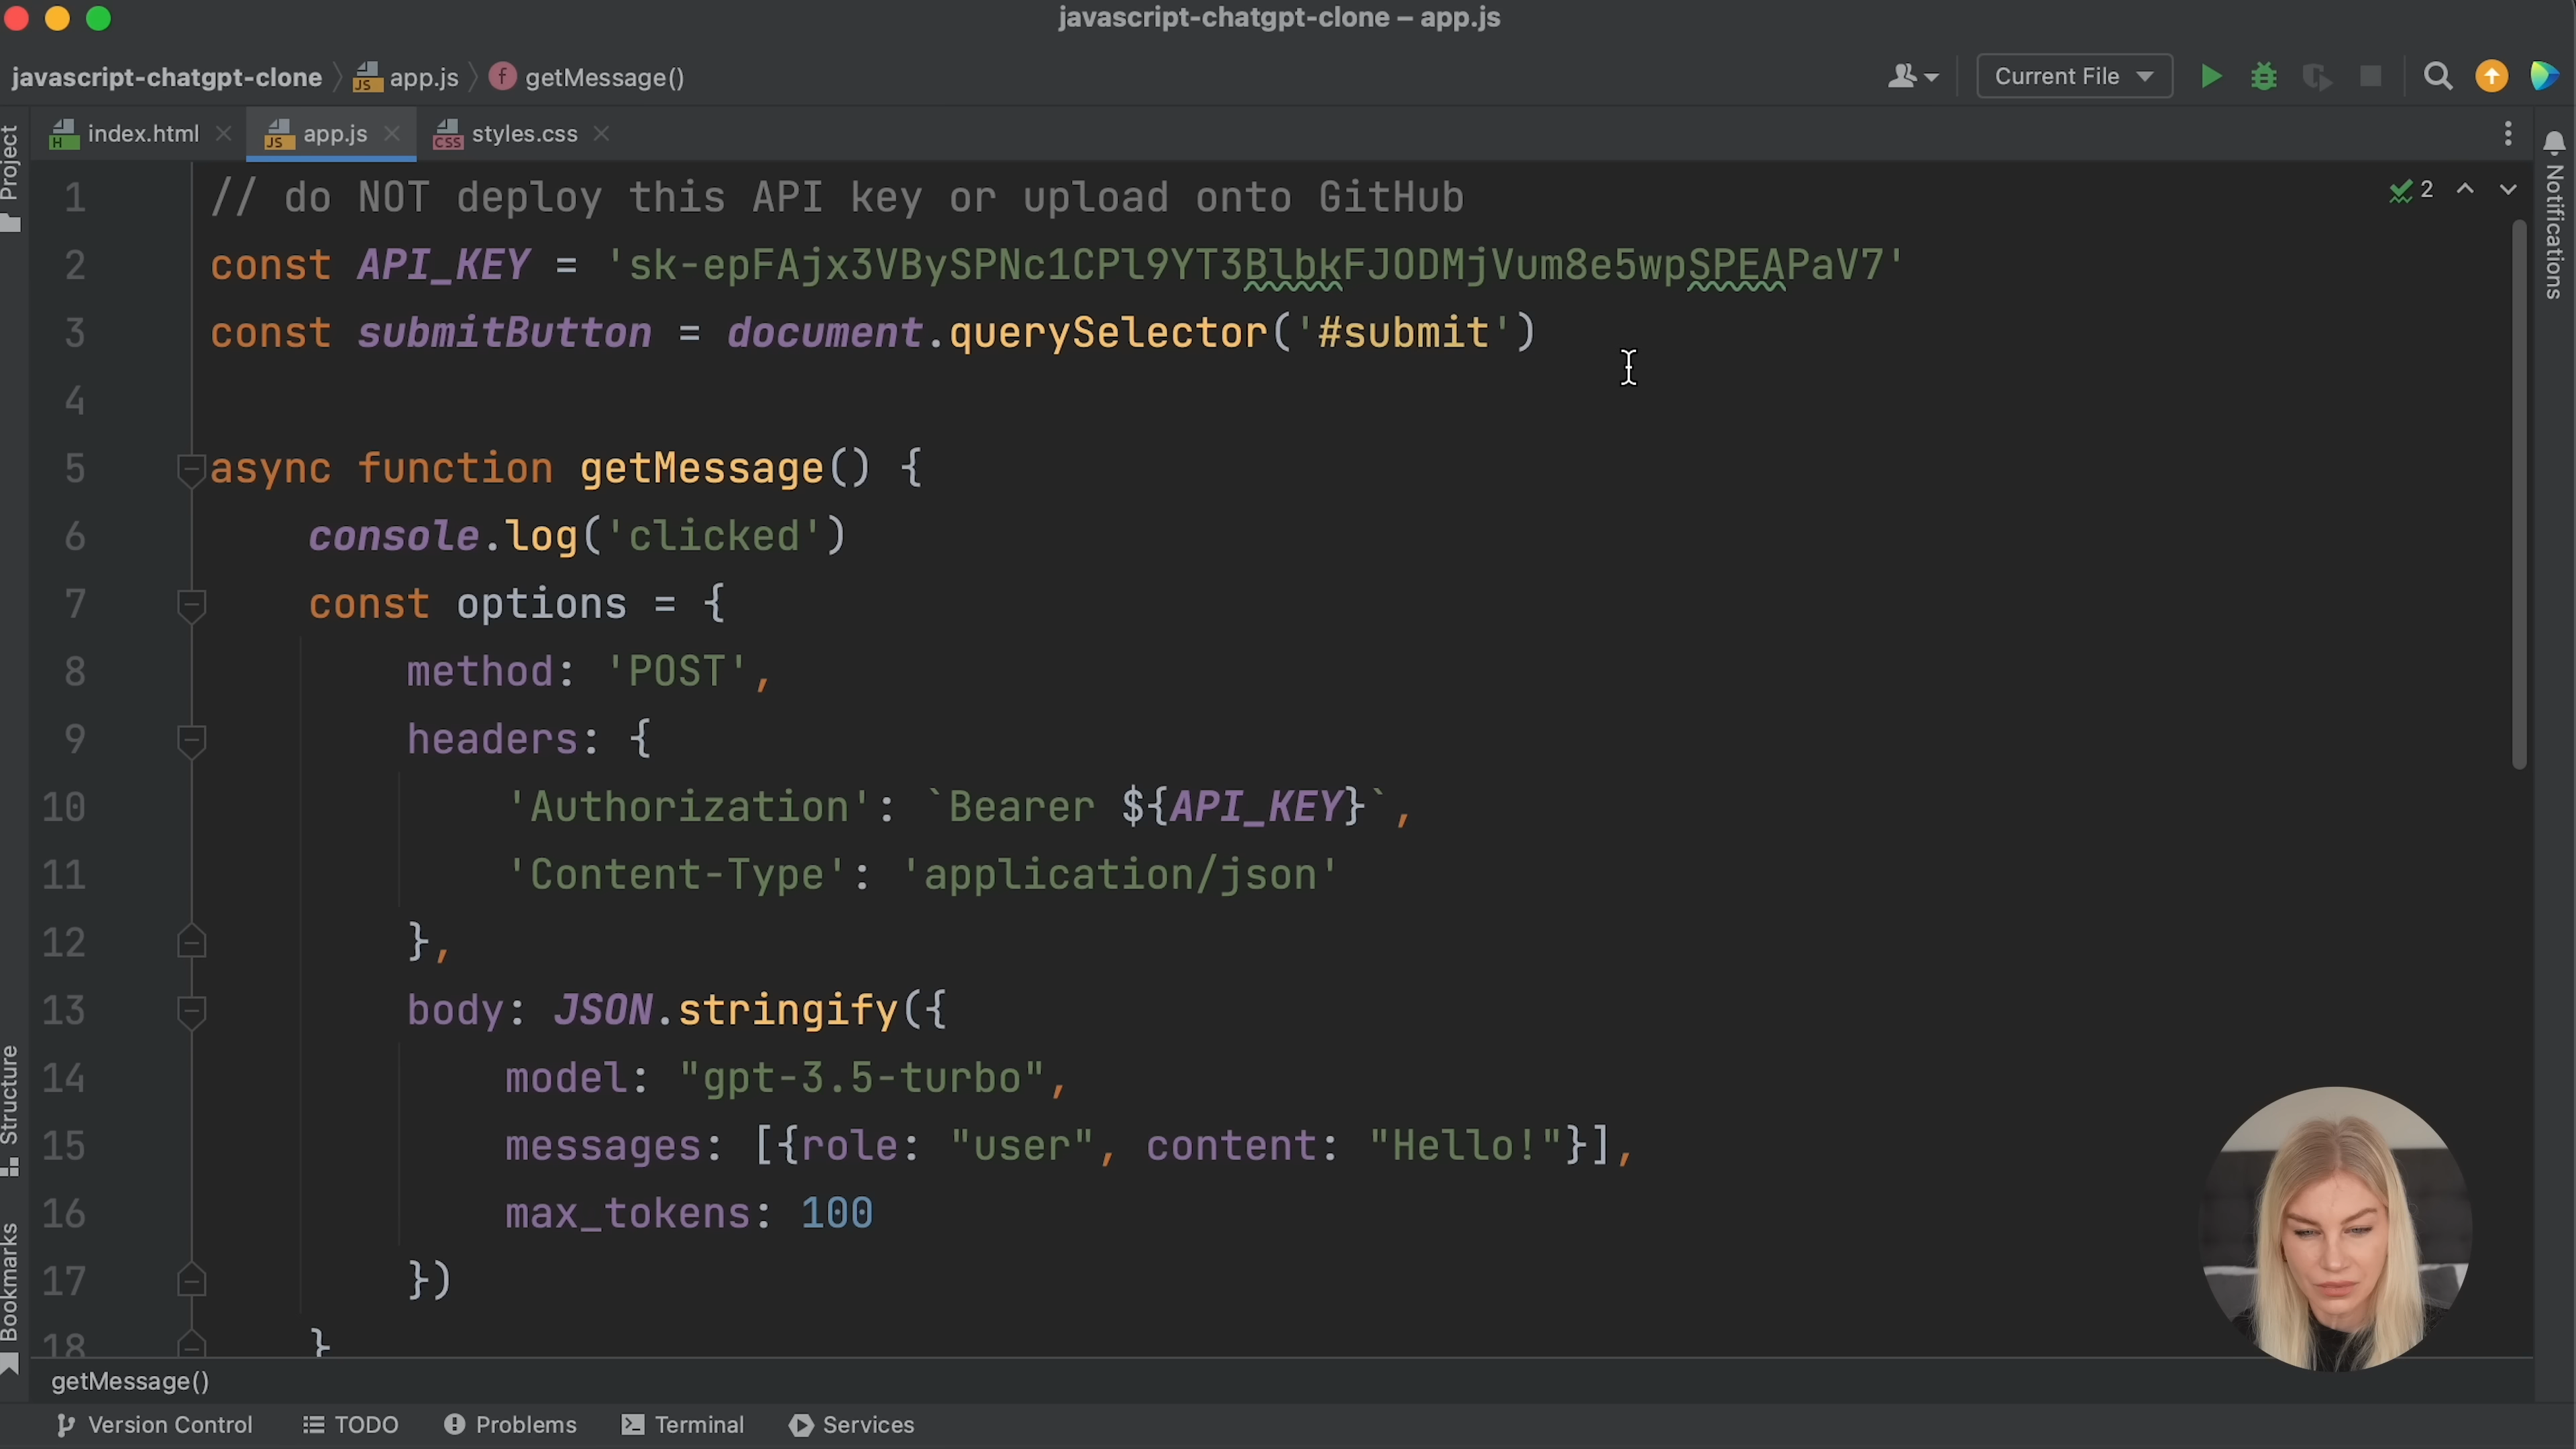 javascript-chatgpt-clone – app.js
javascript-chatgpt-clone app.js getMessage()
Current File
index.html
app.js
styles.css
Project
Notifications
2
1 // do NOT deploy this API key or upload onto GitHub
2 const API_KEY = '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'
3 const submitButton = document.querySelector('#submit')
4
5 async function getMessage() {
6 console.log('clicked')
7 const options = {
8 method: 'POST',
9 headers: {
10 'Authorization': `Bearer ${API_KEY}`,
11 'Content-Type': 'application/json'
12 },
13 body: JSON.stringify({
14 model: "gpt-3.5-turbo",
15 messages: [{role: "user", content: "Hello!"}],
16 max_tokens: 100
17 })
18 }
Structure
Bookmarks
getMessage()
Version Control TODO Problems Terminal Services